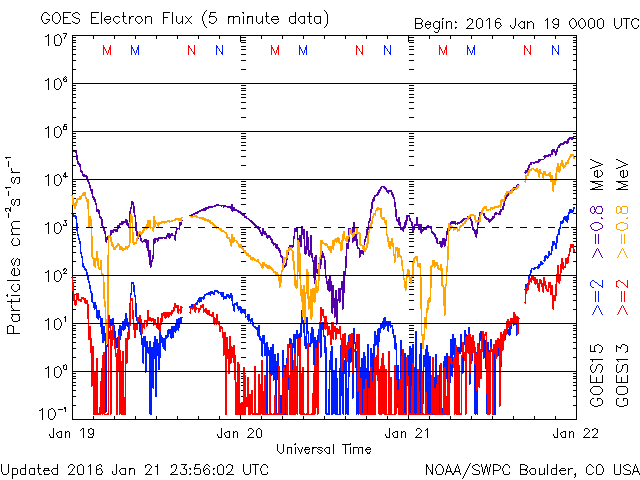 GOES Electron Flux (5 minute data)
Begin: 2016 Jan 19 0000 UTC
10⁷
M M N N M M N N M M N N
10⁶
10⁵
10⁴
10³
10²
10¹
10⁰
10⁻¹
Particles cm⁻²s⁻¹sr⁻¹
Jan 19 Jan 20 Jan 21 Jan 22
Universal Time
GOES15 >=2 >=0.8 MeV
GOES13 >=2 >=0.8 MeV
Updated 2016 Jan 21 23:56:02 UTC
NOAA/SWPC Boulder, CO USA